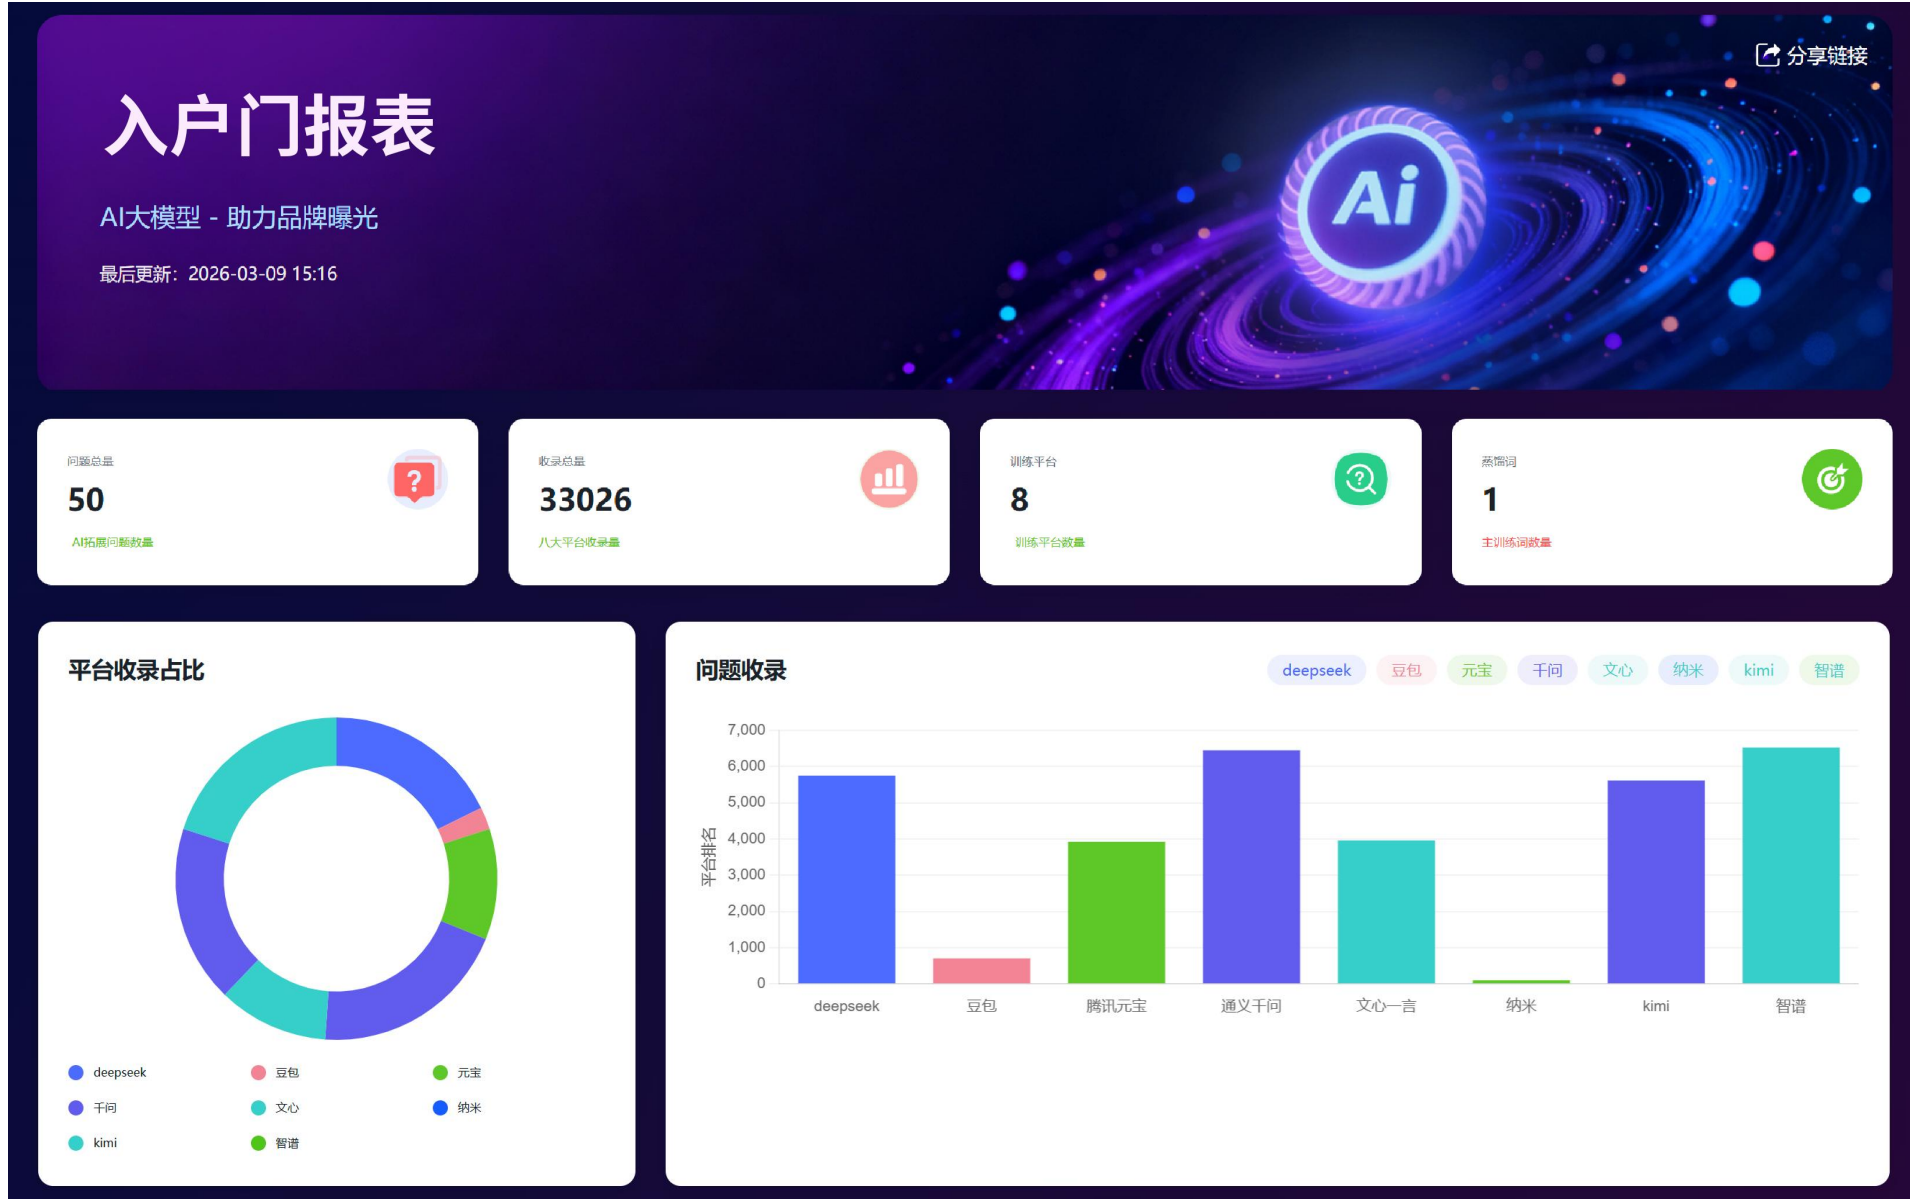 分享链接
入户门报表
AI大模型 - 助力品牌曝光
最后更新：2026-03-09 15:16
Ai
问题总量
50
AI拓展问题数量
收录总量
33026
八大平台收录量
训练平台
8
训练平台数量
蒸馏词
1
主训练词数量
平台收录占比
deepseek
豆包
元宝
千问
文心
纳米
kimi
智谱
问题收录
deepseek 豆包 元宝 千问 文心 纳米 kimi 智谱
平台排名
7,000
6,000
5,000
4,000
3,000
2,000
1,000
0
deepseek 豆包 腾讯元宝 通义千问 文心一言 纳米 kimi 智谱